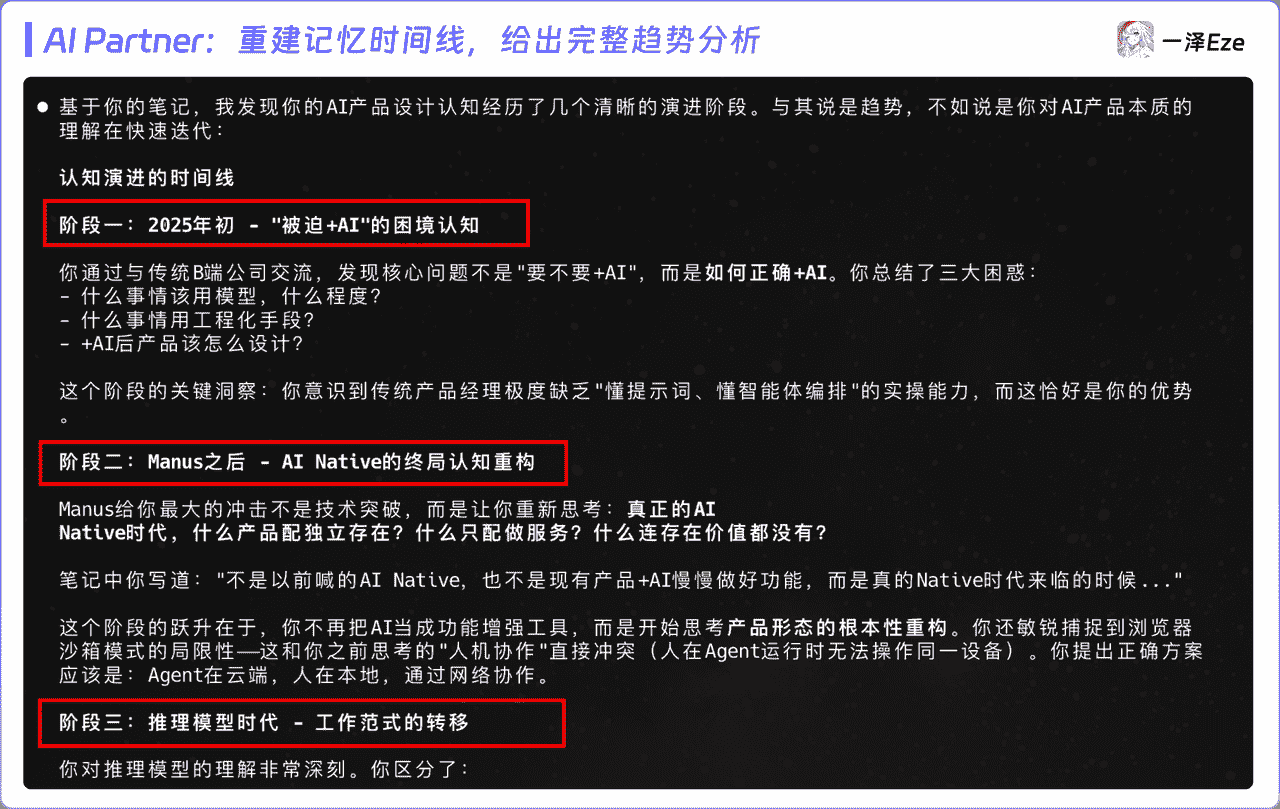 AI Partner：重建记忆时间线，给出完整趋势分析
一泽Eze
● 基于你的笔记，我发现你的AI产品设计认知经历了几个清晰的演进阶段。与其说是趋势，不如说是你对AI产品本质的
理解在快速迭代：
认知演进的时间线
阶段一：2025年初 - "被迫+AI"的困境认知
你通过与传统B端公司交流，发现核心问题不是"要不要+AI"，而是如何正确+AI。你总结了三大困惑：
- 什么事情该用模型，什么程度？
- 什么事情用工程化手段？
- +AI后产品该怎么设计？
这个阶段的关键洞察：你意识到传统产品经理极度缺乏"懂提示词、懂智能体编排"的实操能力，而这恰好是你的优势
。
阶段二：Manus之后 - AI Native的终局认知重构
Manus给你最大的冲击不是技术突破，而是让你重新思考：真正的AI
Native时代，什么产品配独立存在？什么只配做服务？什么连存在价值都没有？
笔记中你写道："不是以前喊的AI Native，也不是现有产品+AI慢慢做好功能，而是真的Native时代来临的时候..."
这个阶段的跃升在于，你不再把AI当成功能增强工具，而是开始思考产品形态的根本性重构。你还敏锐捕捉到浏览器
沙箱模式的局限性——这和你之前思考的"人机协作"直接冲突（人在Agent运行时无法操作同一设备）。你提出正确方案
应该是：Agent在云端，人在本地，通过网络协作。
阶段三：推理模型时代 - 工作范式的转移
你对推理模型的理解非常深刻。你区分了：